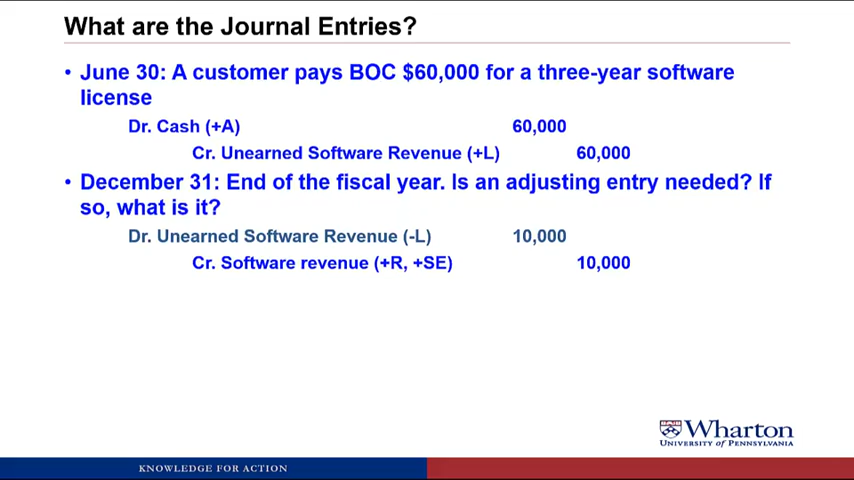 What are the Journal Entries?
• June 30: A customer pays BOC $60,000 for a three-year software
license
Dr. Cash (+A) 60,000
Cr. Unearned Software Revenue (+L) 60,000
• December 31: End of the fiscal year. Is an adjusting entry needed? If
so, what is it?
Dr. Unearned Software Revenue (-L) 10,000
Cr. Software revenue (+R, +SE) 10,000
Wharton
UNIVERSITY OF PENNSYLVANIA
KNOWLEDGE FOR ACTION